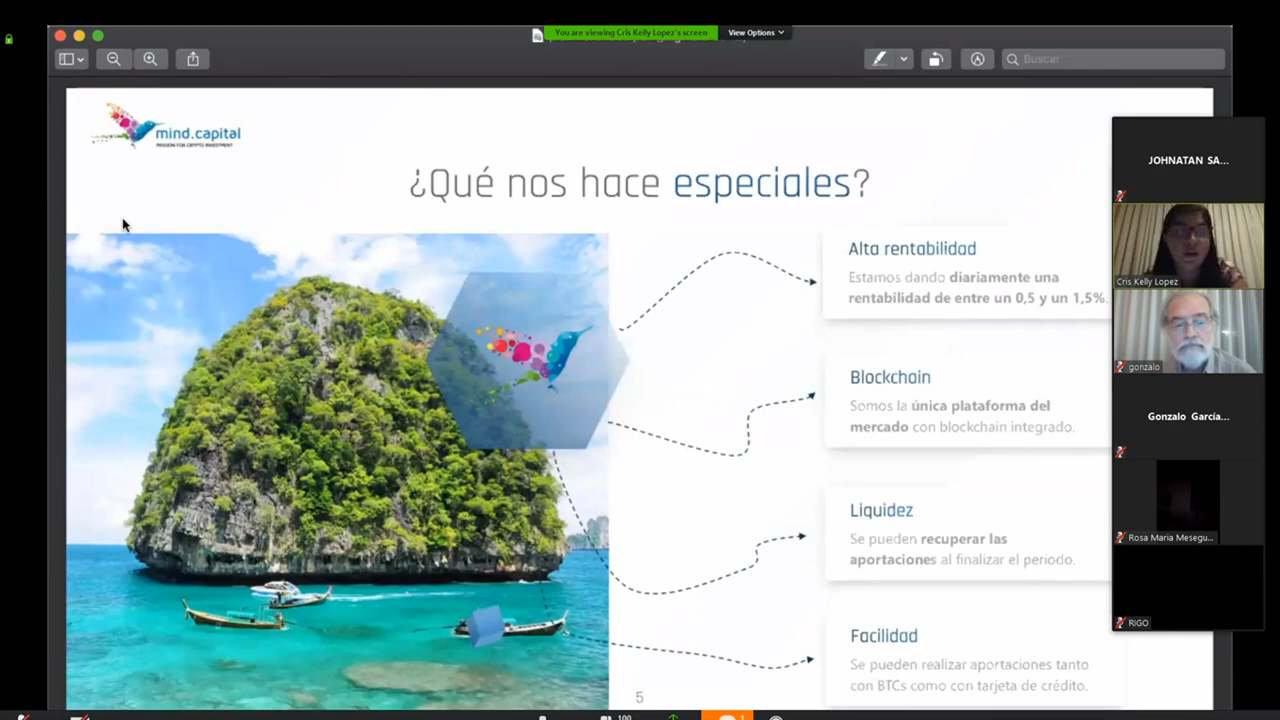 You are viewing Cris Kelly Lopez's screen
View Options
Buscar
mind.capital
PASSION FOR CRYPTO INVESTMENT
¿Qué nos hace especiales?
Alta rentabilidad
Estamos dando diariamente una
rentabilidad de entre un 0,5 y un 1,5%.
Blockchain
Somos la única plataforma del
mercado con blockchain integrado.
Liquidez
Se pueden recuperar las
aportaciones al finalizar el periodo.
Facilidad
Se pueden realizar aportaciones tanto
con BTCs como con tarjeta de crédito.
5
JOHNATAN SA...
Cris Kelly Lopez
gonzalo
Gonzalo García...
Rosa Maria Mesegu...
RIGO
100
1